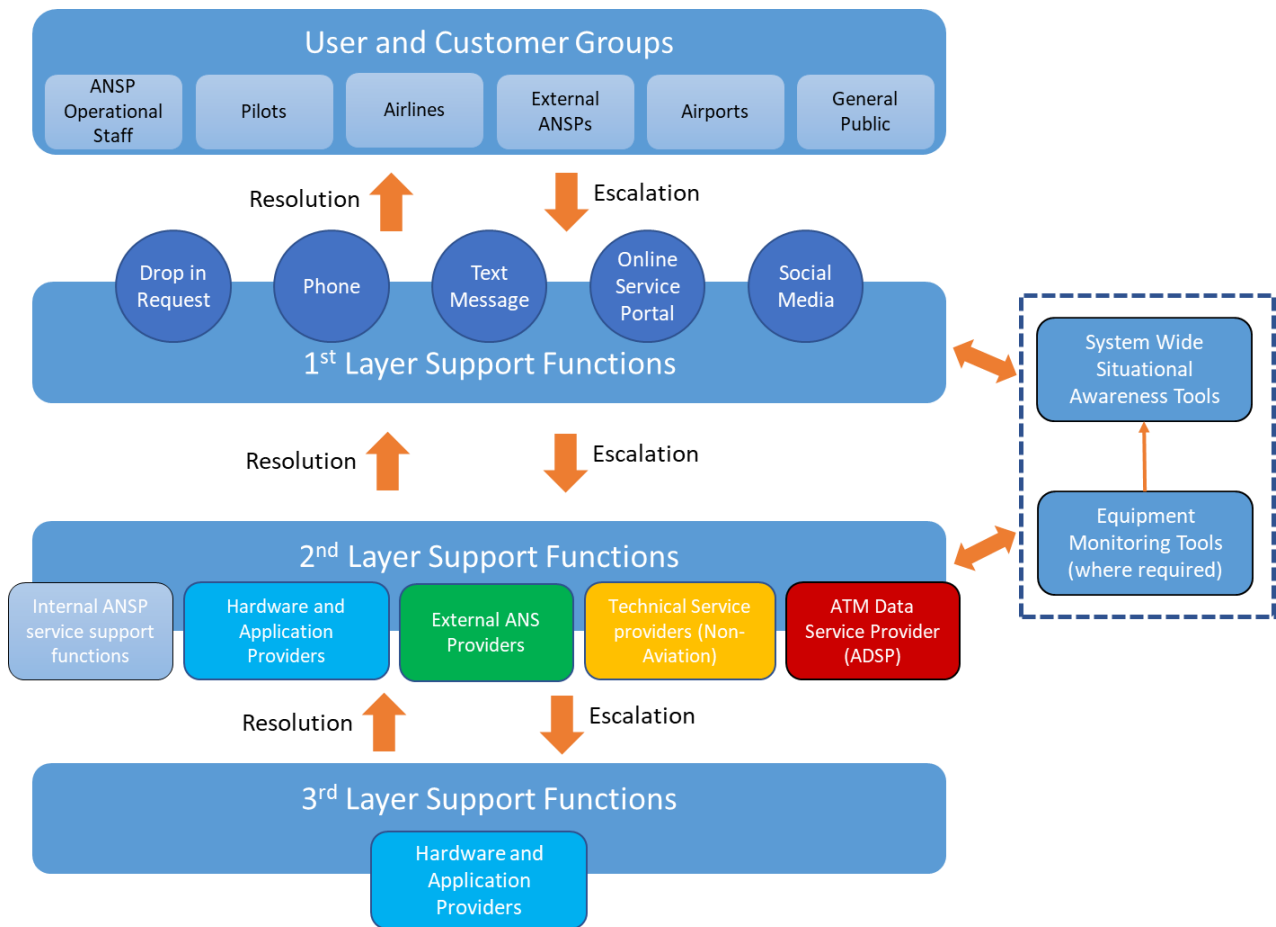 User and Customer Groups
ANSP
Operational
Staff
Pilots
Airlines
External
ANSPs
Airports
General
Public
Resolution
Escalation
Drop in
Request
Phone
Text
Message
Online
Service
Portal
Social
Media
1st Layer Support Functions
System Wide
Situational
Awareness Tools
Resolution
Escalation
Equipment
Monitoring Tools
(where required)
2nd Layer Support Functions
Internal ANSP
service support
functions
Hardware and
Application
Providers
External ANS
Providers
Technical Service
providers (Non-
Aviation)
ATM Data
Service Provider
(ADSP)
Resolution
Escalation
3rd Layer Support Functions
Hardware and
Application
Providers